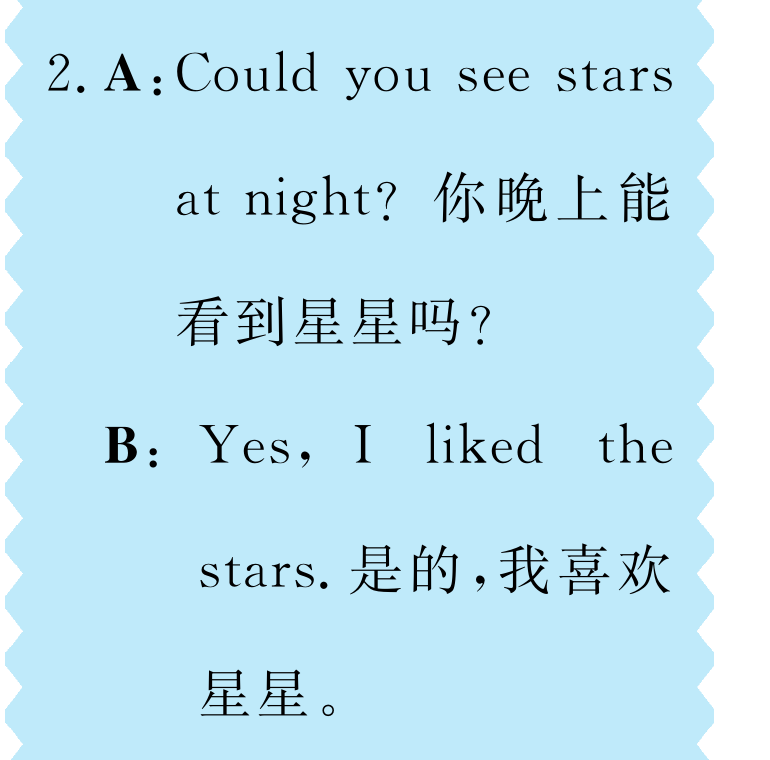 2. A:Could you see stars
at night? 你晚上能
看到星星吗?
B: Yes, I liked the
stars. 是的,我喜欢
星星。